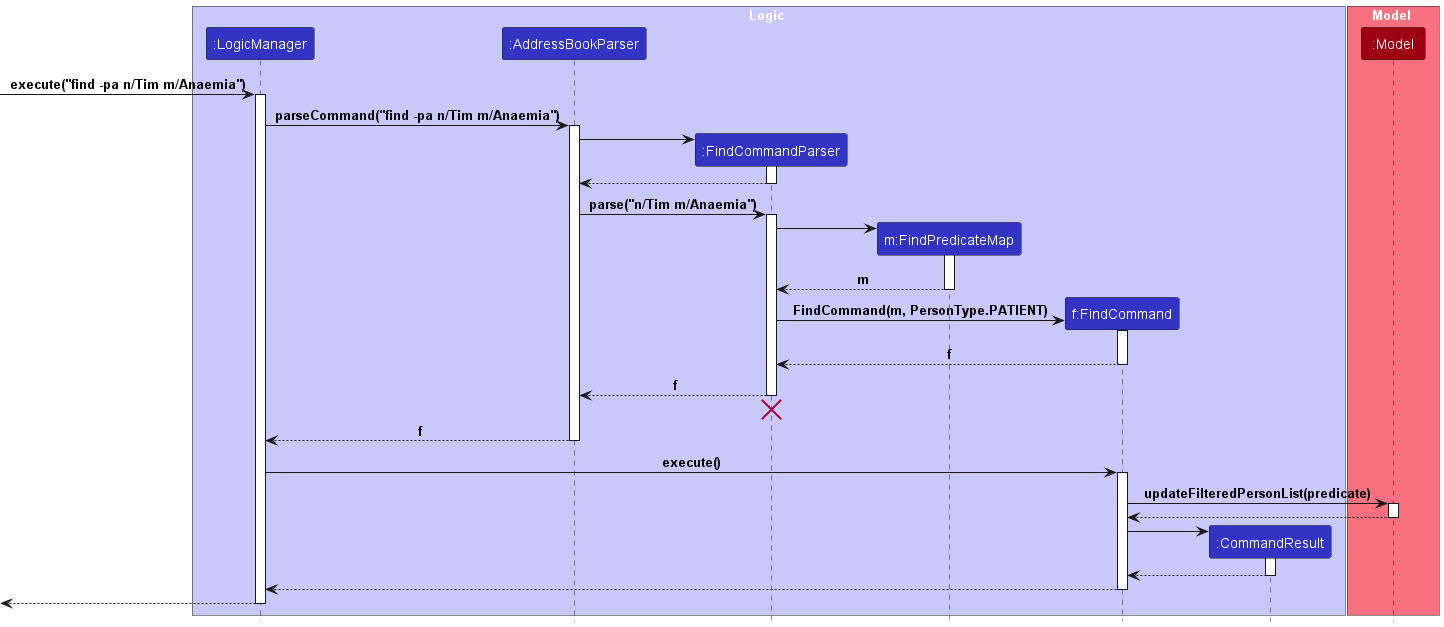 Logic
Model
:LogicManager
:AddressBookParser
:Model
execute("find -pa n/Tim m/Anaemia")
parseCommand("find -pa n/Tim m/Anaemia")
:FindCommandParser
parse("n/Tim m/Anaemia")
m:FindPredicateMap
m
FindCommand(m, PersonType.PATIENT)
f:FindCommand
f
f
f
execute()
updateFilteredPersonList(predicate)
:CommandResult